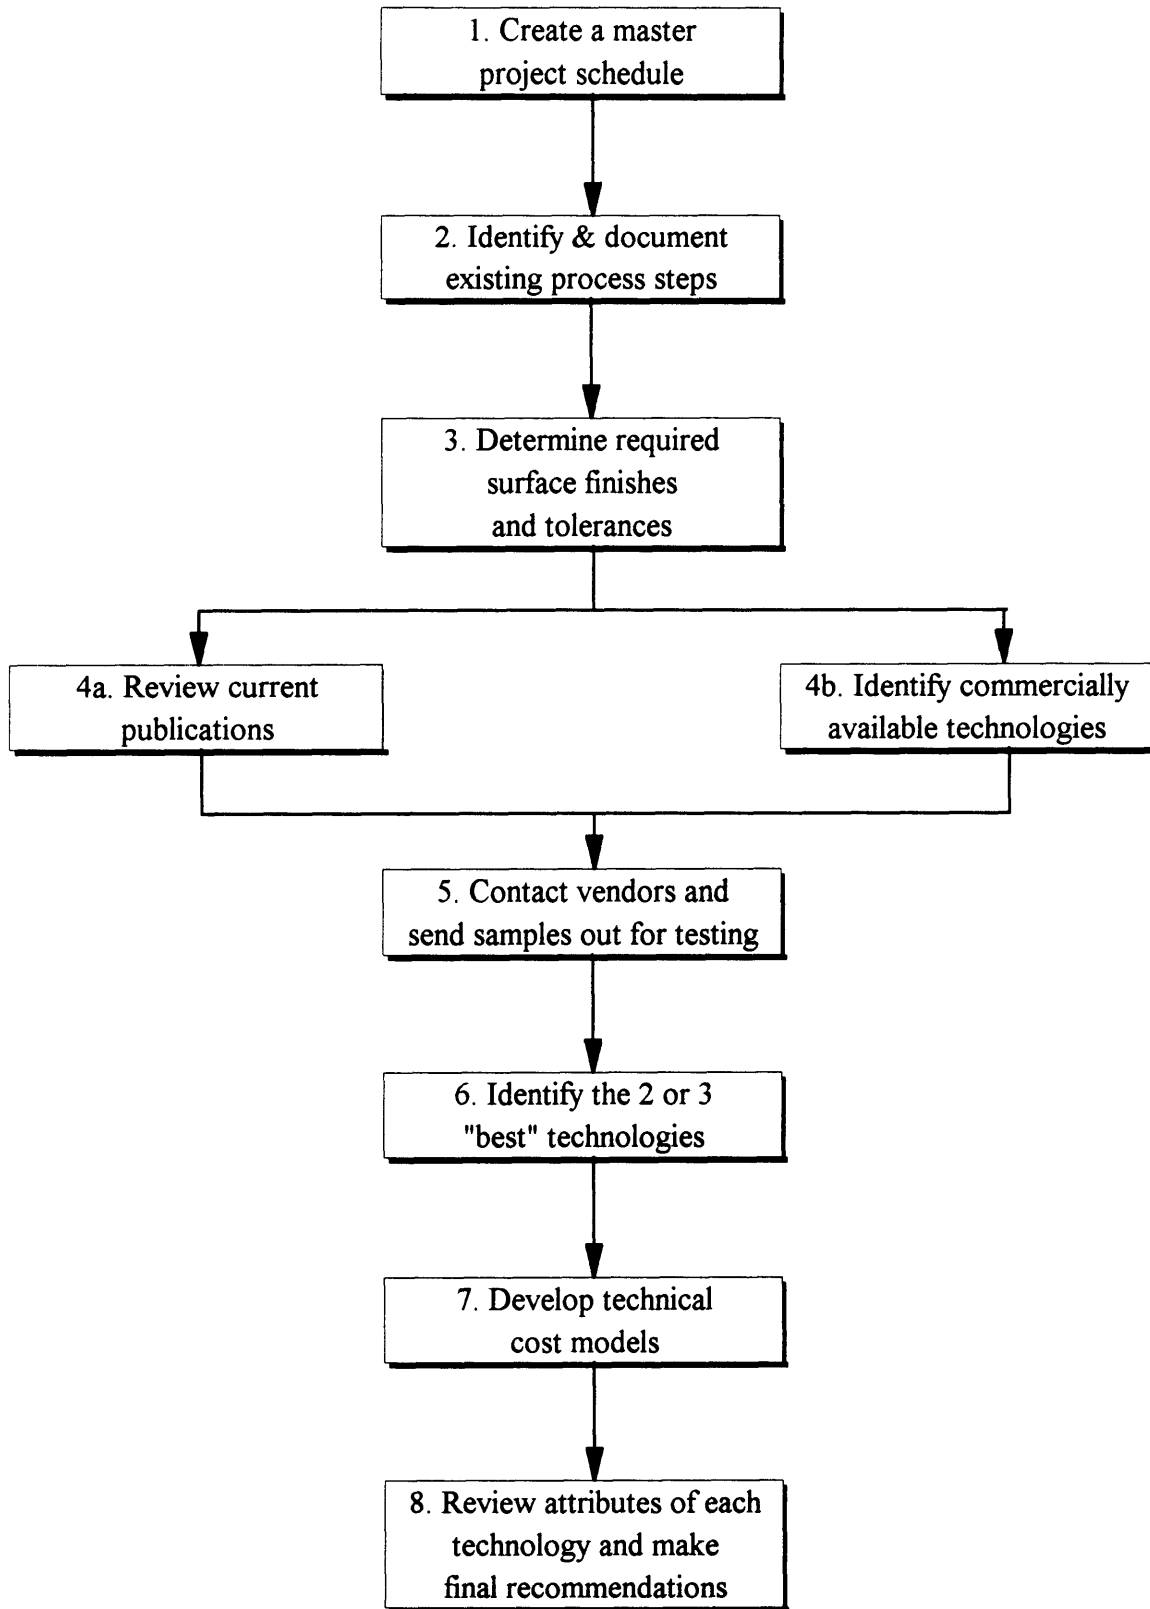 1. Create a master
project schedule
2. Identify & document
existing process steps
3. Determine required
surface finishes
and tolerances
4a. Review current
publications
4b. Identify commercially
available technologies
5. Contact vendors and
send samples out for testing
6. Identify the 2 or 3
"best" technologies
7. Develop technical
cost models
8. Review attributes of each
technology and make
final recommendations